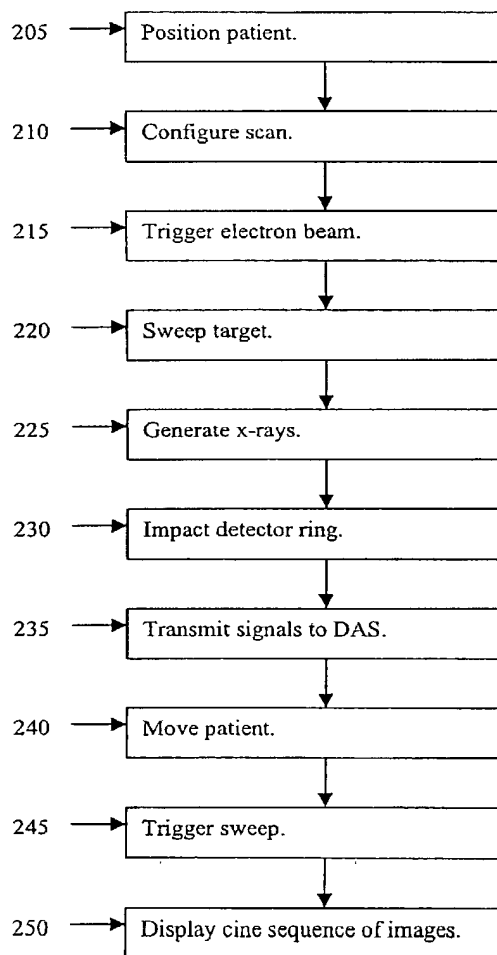 205 Position patient.
210 Configure scan.
215 Trigger electron beam.
220 Sweep target.
225 Generate x-rays.
230 Impact detector ring.
235 Transmit signals to DAS.
240 Move patient.
245 Trigger sweep.
250 Display cine sequence of images.